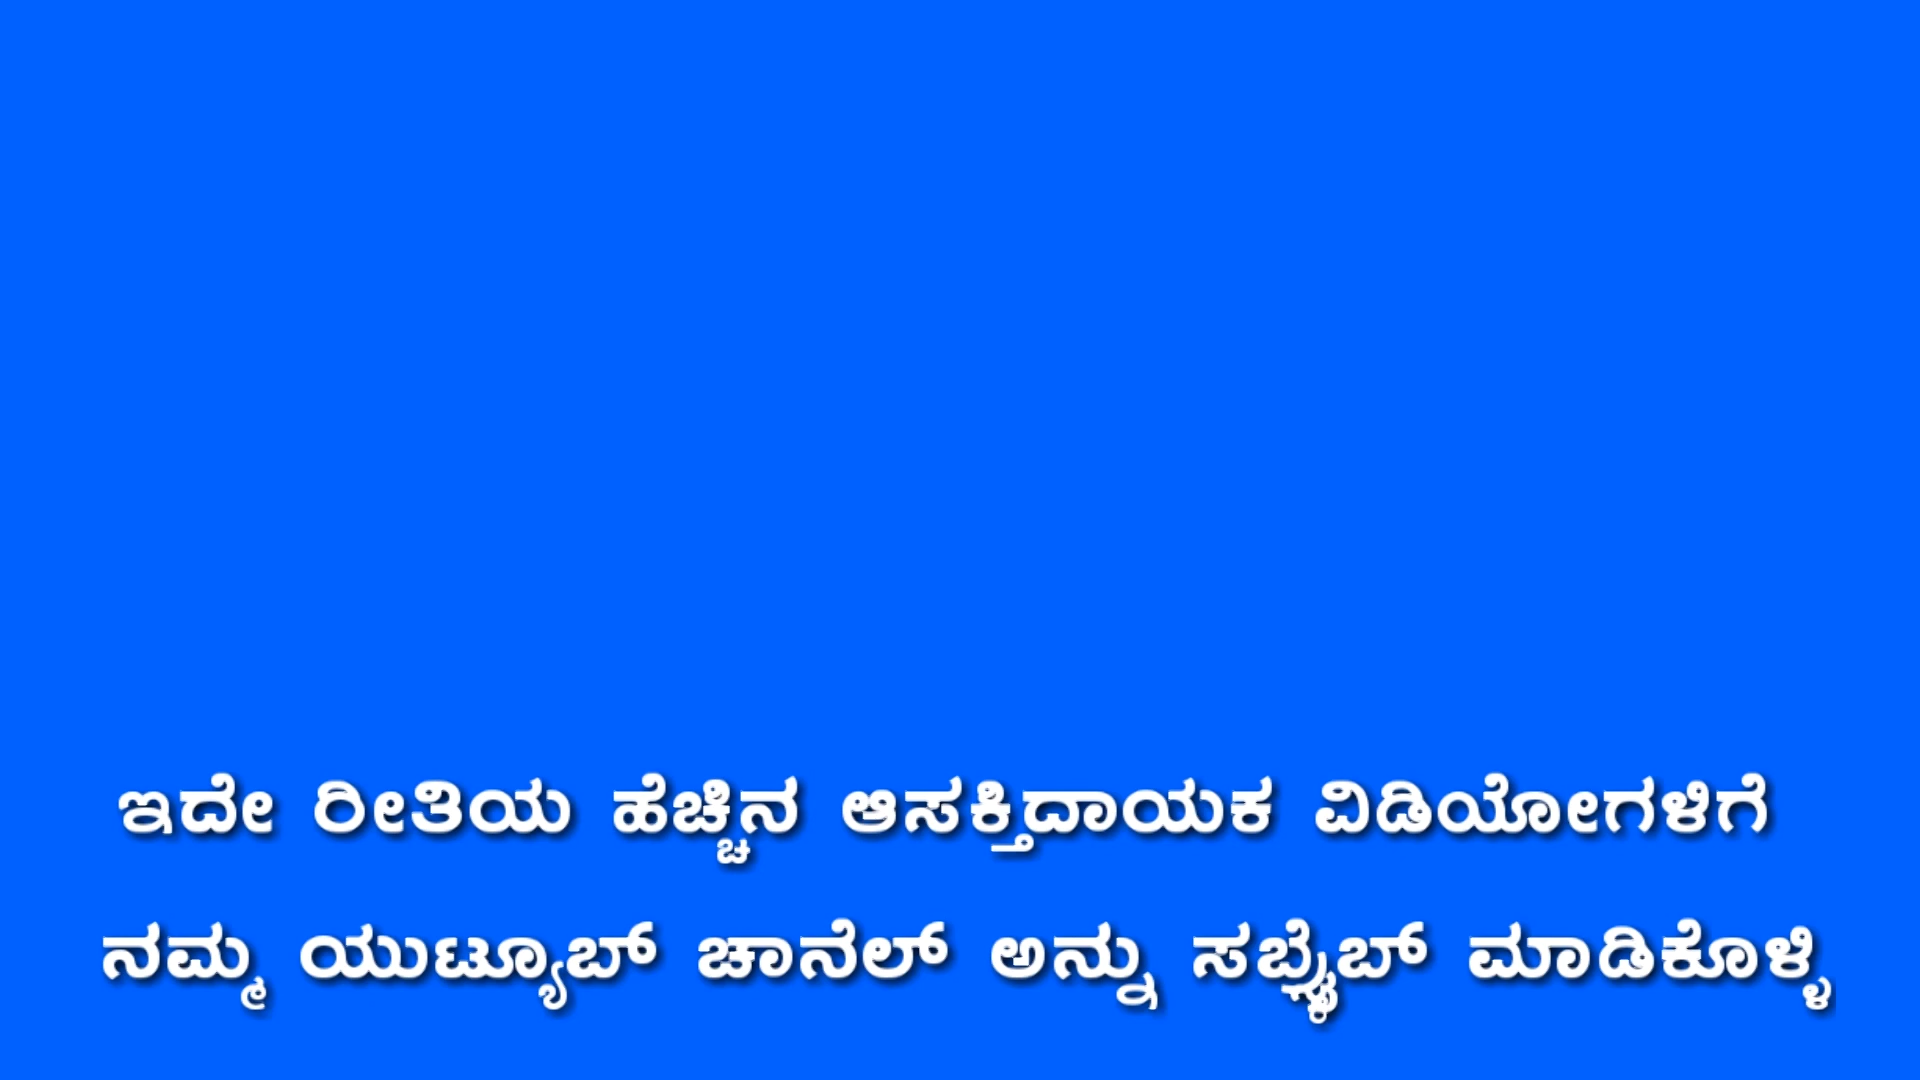 ಇದೇ ರೀತಿಯ ಹೆಚ್ಚಿನ ಆಸಕ್ತಿದಾಯಕ ವಿಡಿಯೋಗಳಿಗೆ
ನಮ್ಮ ಯುಟ್ಯೂಬ್ ಚಾನೆಲ್ ಅನ್ನು ಸಬ್ಸ್ಕ್ರೈಬ್ ಮಾಡಿಕೊಳ್ಳಿ